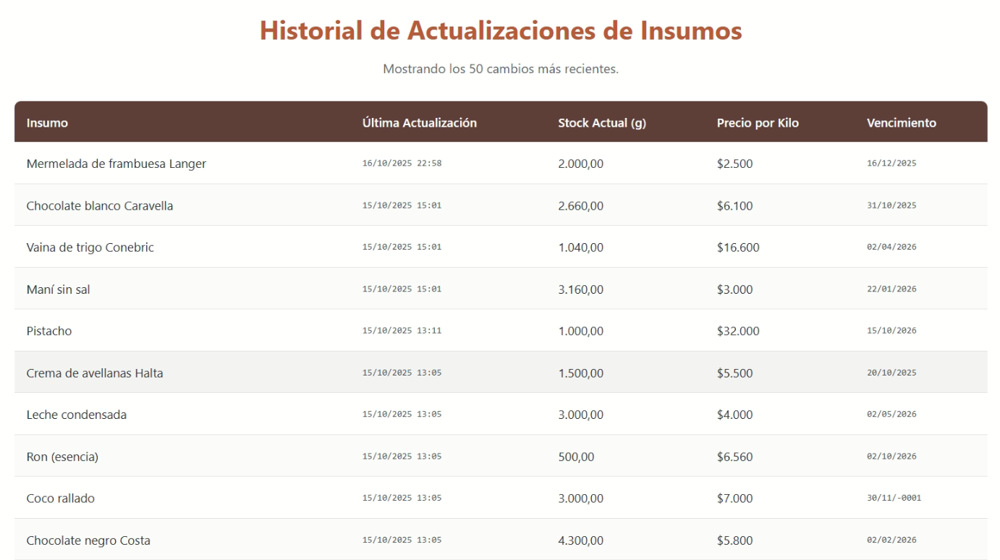 Historial de Actualizaciones de Insumos
Mostrando los 50 cambios más recientes.
Insumo Última Actualización Stock Actual (g) Precio por Kilo Vencimiento
Mermelada de frambuesa Langer 16/10/2025 22:58 2.000,00 $2.500 16/12/2025
Chocolate blanco Caravella 15/10/2025 15:01 2.660,00 $6.100 31/10/2025
Vaina de trigo Conebric 15/10/2025 15:01 1.040,00 $16.600 02/04/2026
Maní sin sal 15/10/2025 15:01 3.160,00 $3.000 22/01/2026
Pistacho 15/10/2025 13:11 1.000,00 $32.000 15/10/2026
Crema de avellanas Halta 15/10/2025 13:05 1.500,00 $5.500 20/10/2025
Leche condensada 15/10/2025 13:05 3.000,00 $4.000 02/05/2026
Ron (esencia) 15/10/2025 13:05 500,00 $6.560 02/10/2026
Coco rallado 15/10/2025 13:05 3.000,00 $7.000 30/11/-0001
Chocolate negro Costa 15/10/2025 13:05 4.300,00 $5.800 02/02/2026